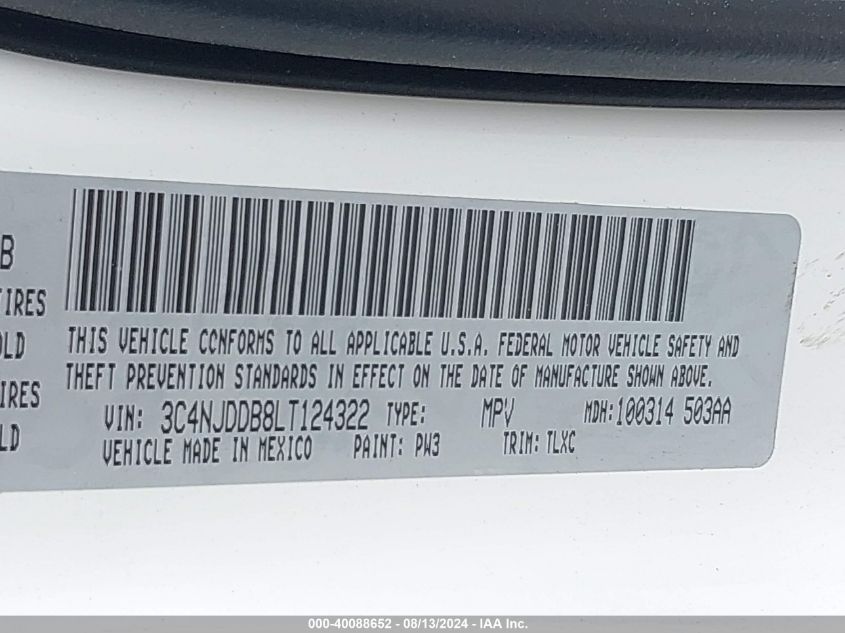 B
TIRES
OLD
IRES
LD
THIS VEHICLE CONFORMS TO ALL APPLICABLE U.S.A. FEDERAL MOTOR VEHICLE SAFETY AND
THEFT PREVENTION STANDARDS IN EFFECT ON THE DATE OF MANUFACTURE SHOWN ABOVE.
VIN: 3C4NJDDB8LT124322 TYPE: MPV MDH: 100314 503AA
VEHICLE MADE IN MEXICO PAINT: PW3 TRIM: TLXC
000-40088652 - 08/13/2024 - IAA Inc.